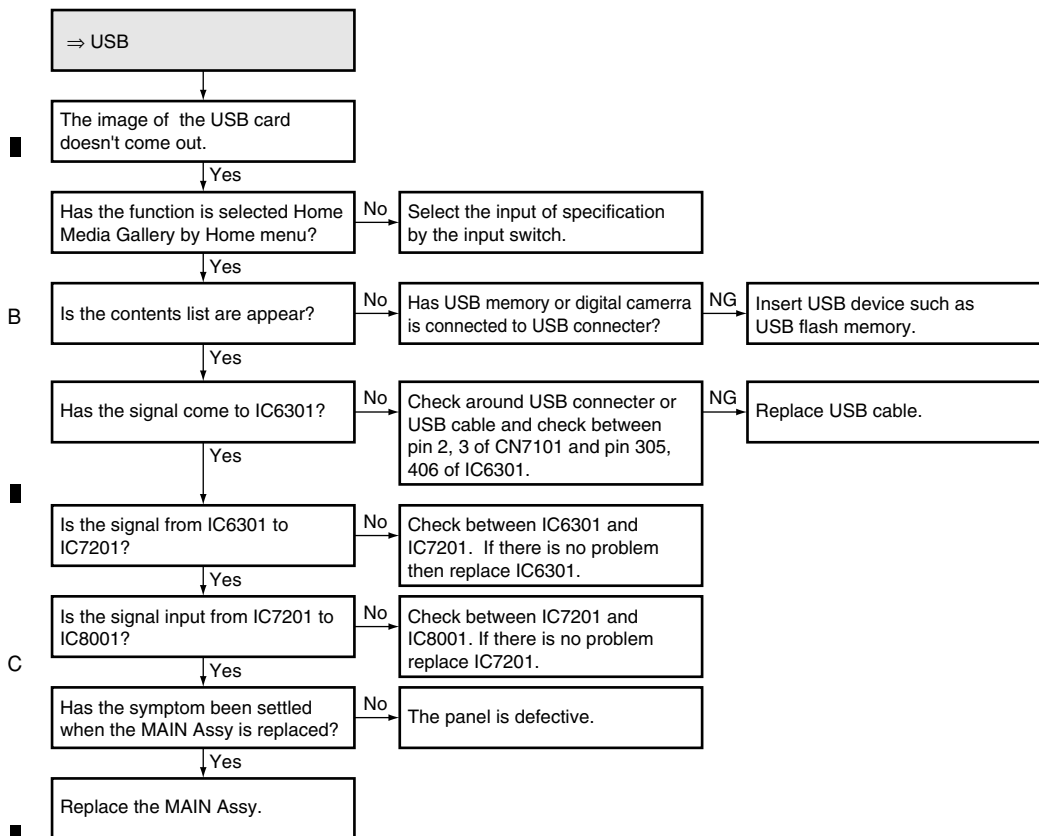 ⇒ USB
The image of the USB card
doesn't come out.
Yes
Has the function is selected Home
Media Gallery by Home menu?
No
Select the input of specification
by the input switch.
Yes
B
Is the contents list are appear?
No
Has USB memory or digital camerra
is connected to USB connecter?
NG
Insert USB device such as
USB flash memory.
Yes
Has the signal come to IC6301?
No
Check around USB connecter or
USB cable and check between
pin 2, 3 of CN7101 and pin 305,
406 of IC6301.
NG
Replace USB cable.
Yes
Is the signal from IC6301 to
IC7201?
No
Check between IC6301 and
IC7201. If there is no problem
then replace IC6301.
Yes
Is the signal input from IC7201 to
IC8001?
No
Check between IC7201 and
IC8001. If there is no problem
replace IC7201.
C
Yes
Has the symptom been settled
when the MAIN Assy is replaced?
No
The panel is defective.
Yes
Replace the MAIN Assy.